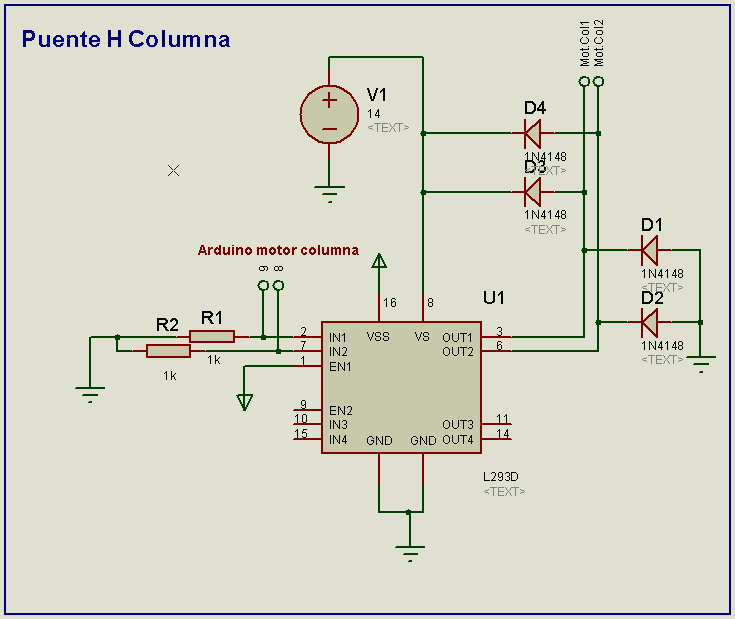 Puente H Columna
Mot.Col1
Mot.Col2
V1
14
<TEXT>
D4
1N4148
<TEXT>
D3
1N4148
<TEXT>
D1
1N4148
<TEXT>
D2
1N4148
<TEXT>
Arduino motor columna
9
8
16
8
U1
R2
R1
1k
1k
2
7
1
9
10
15
IN1
IN2
EN1
EN2
IN3
IN4
VSS
VS
OUT1
OUT2
OUT3
OUT4
GND
GND
3
6
11
14
L293D
<TEXT>